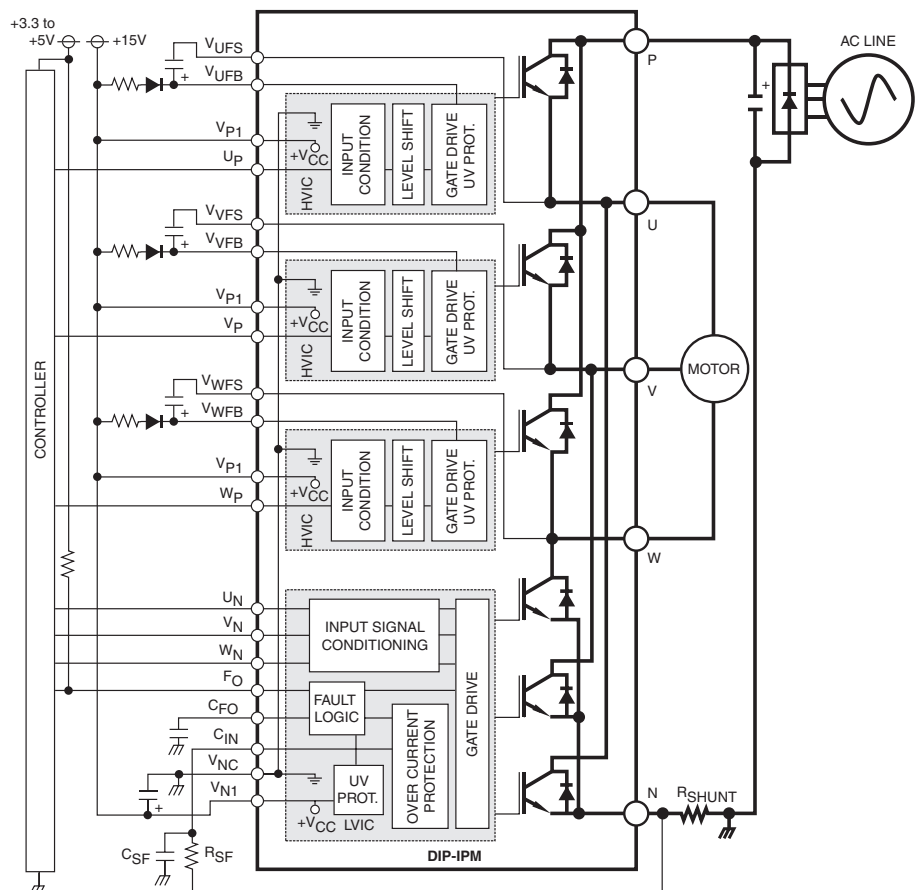 +3.3 to
+5V
+15V
VUFS
+
VUFB
VP1
UP
+VCC
HVIC
INPUT
CONDITION
LEVEL SHIFT
GATE DRIVE
UV PROT.
P
+
AC LINE
U
VVFS
+
VVFB
VP1
VP
+VCC
HVIC
INPUT
CONDITION
LEVEL SHIFT
GATE DRIVE
UV PROT.
V
MOTOR
CONTROLLER
VWFS
+
VWFB
VP1
WP
+VCC
HVIC
INPUT
CONDITION
LEVEL SHIFT
GATE DRIVE
UV PROT.
W
UN
VN
WN
FO
CFO
CIN
VNC
VN1
+
INPUT SIGNAL
CONDITIONING
FAULT
LOGIC
UV
PROT.
+VCC
LVIC
OVER CURRENT
PROTECTION
GATE DRIVE
N
RSHUNT
CSF
RSF
DIP-IPM